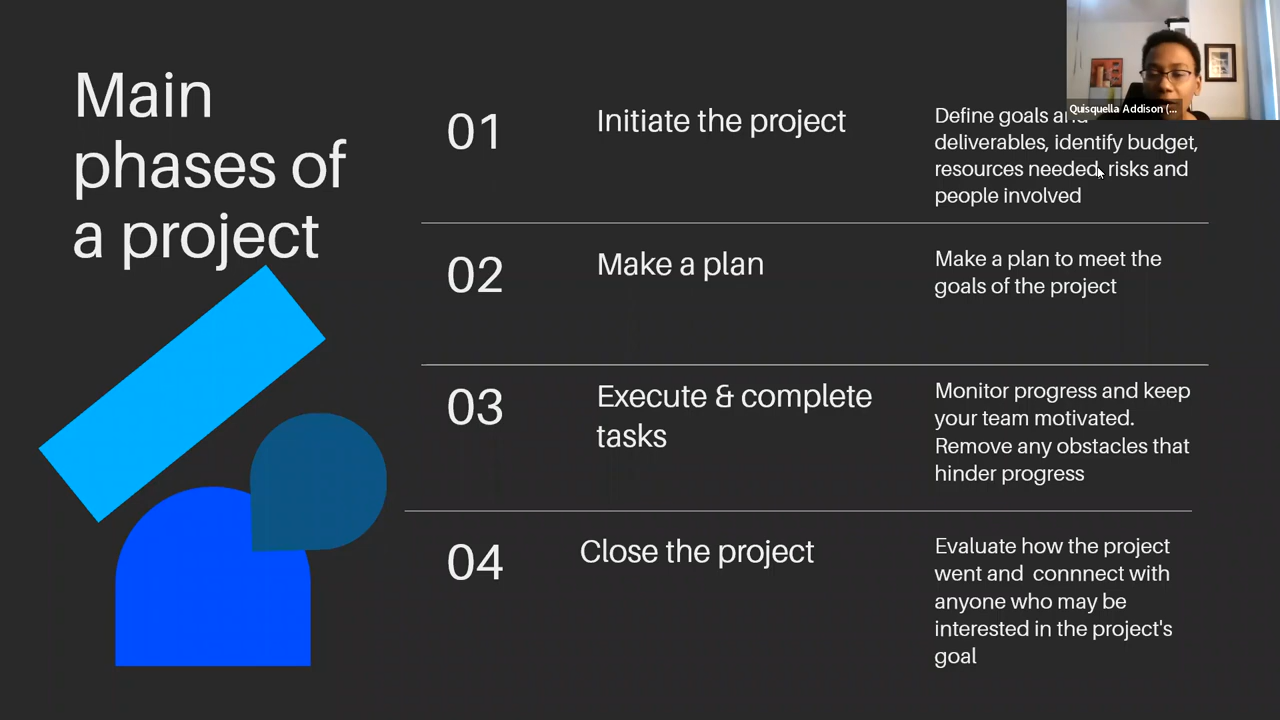 Main
phases of
a project
01
Initiate the project
Define goals and
deliverables, identify budget,
resources needed, risks and
people involved
02
Make a plan
Make a plan to meet the
goals of the project
03
Execute & complete
tasks
Monitor progress and keep
your team motivated.
Remove any obstacles that
hinder progress
04
Close the project
Evaluate how the project
went and connnect with
anyone who may be
interested in the project's
goal
Quisquella Addison (...